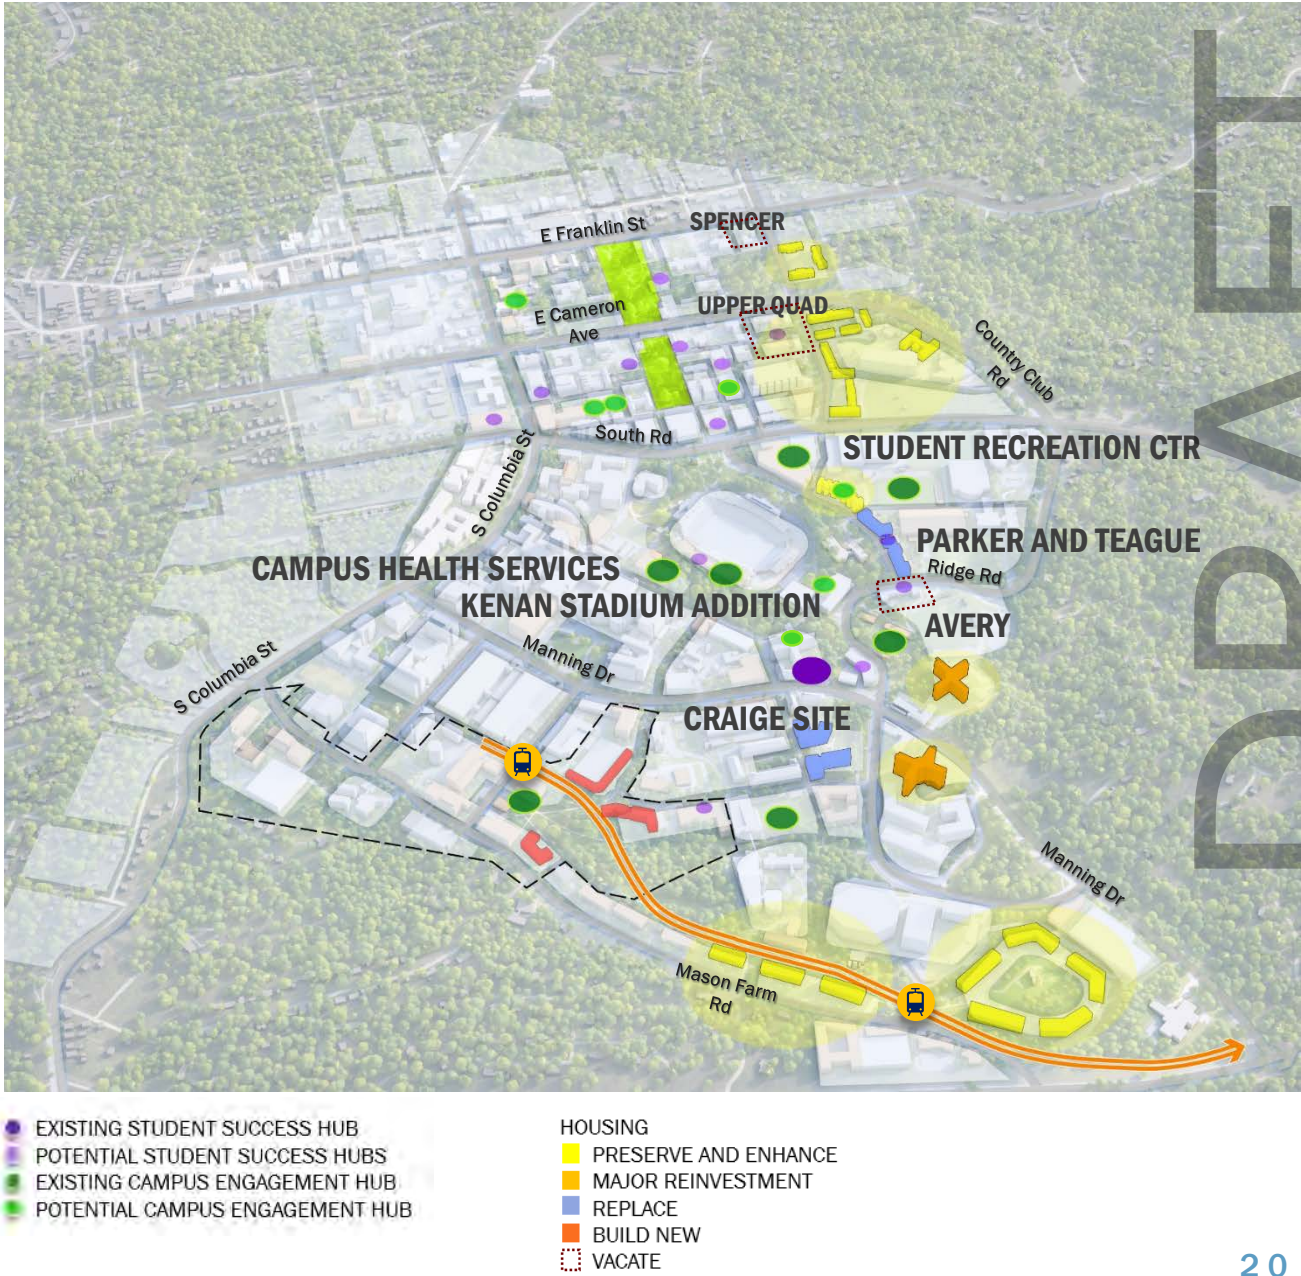 E Franklin St
SPENCER
E Cameron
Ave
UPPER QUAD
Country Club
Rd
South Rd
S Columbia St
STUDENT RECREATION CTR
PARKER AND TEAGUE
Ridge Rd
CAMPUS HEALTH SERVICES
KENAN STADIUM ADDITION
AVERY
Manning Dr
S Columbia St
CRAIGE SITE
Manning Dr
Mason Farm
Rd
DRAFT
EXISTING STUDENT SUCCESS HUB
POTENTIAL STUDENT SUCCESS HUBS
EXISTING CAMPUS ENGAGEMENT HUB
POTENTIAL CAMPUS ENGAGEMENT HUB
HOUSING
PRESERVE AND ENHANCE
MAJOR REINVESTMENT
REPLACE
BUILD NEW
VACATE
20